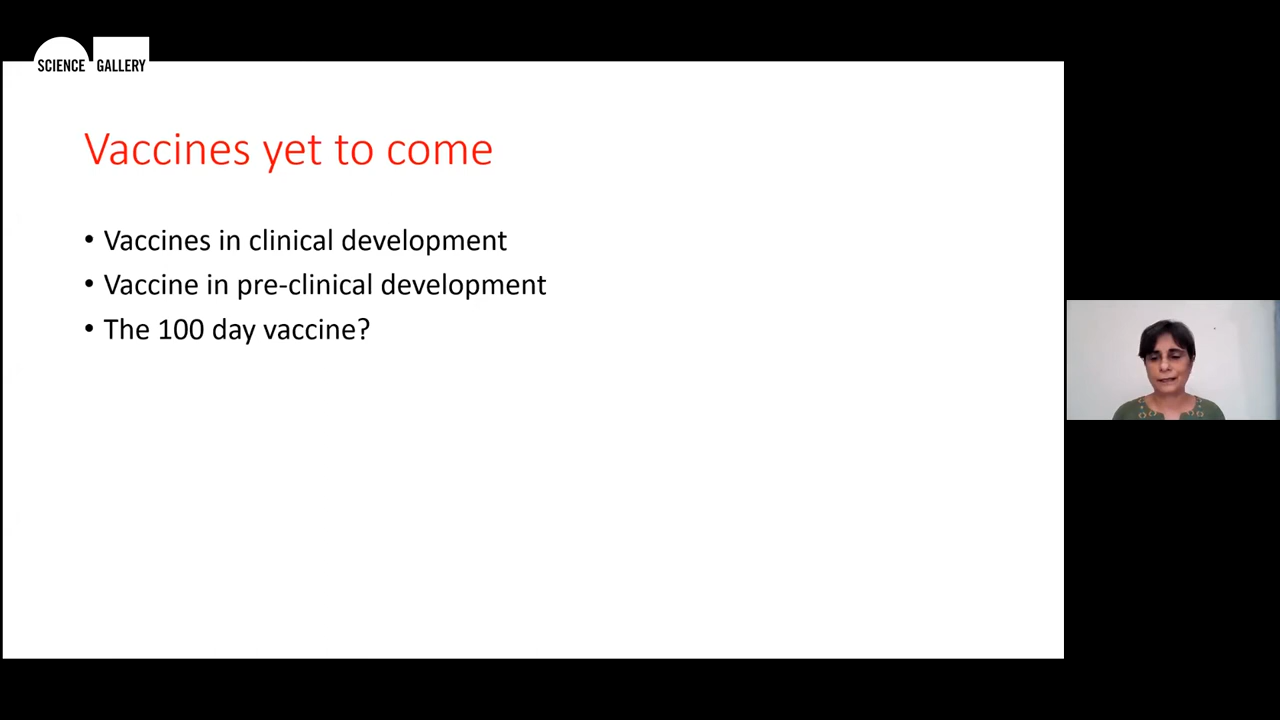 SCIENCE GALLERY
Vaccines yet to come
• Vaccines in clinical development
• Vaccine in pre-clinical development
• The 100 day vaccine?